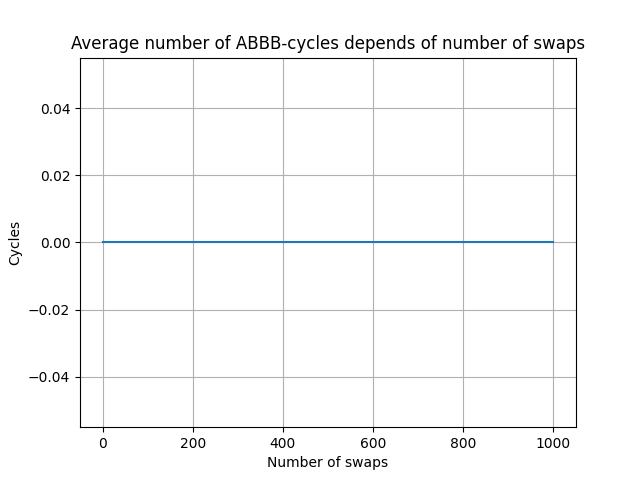 Average number of ABBB-cycles depends of number of swaps
0.04
0.02
0.00
−0.02
−0.04
Cycles
0 200 400 600 800 1000
Number of swaps